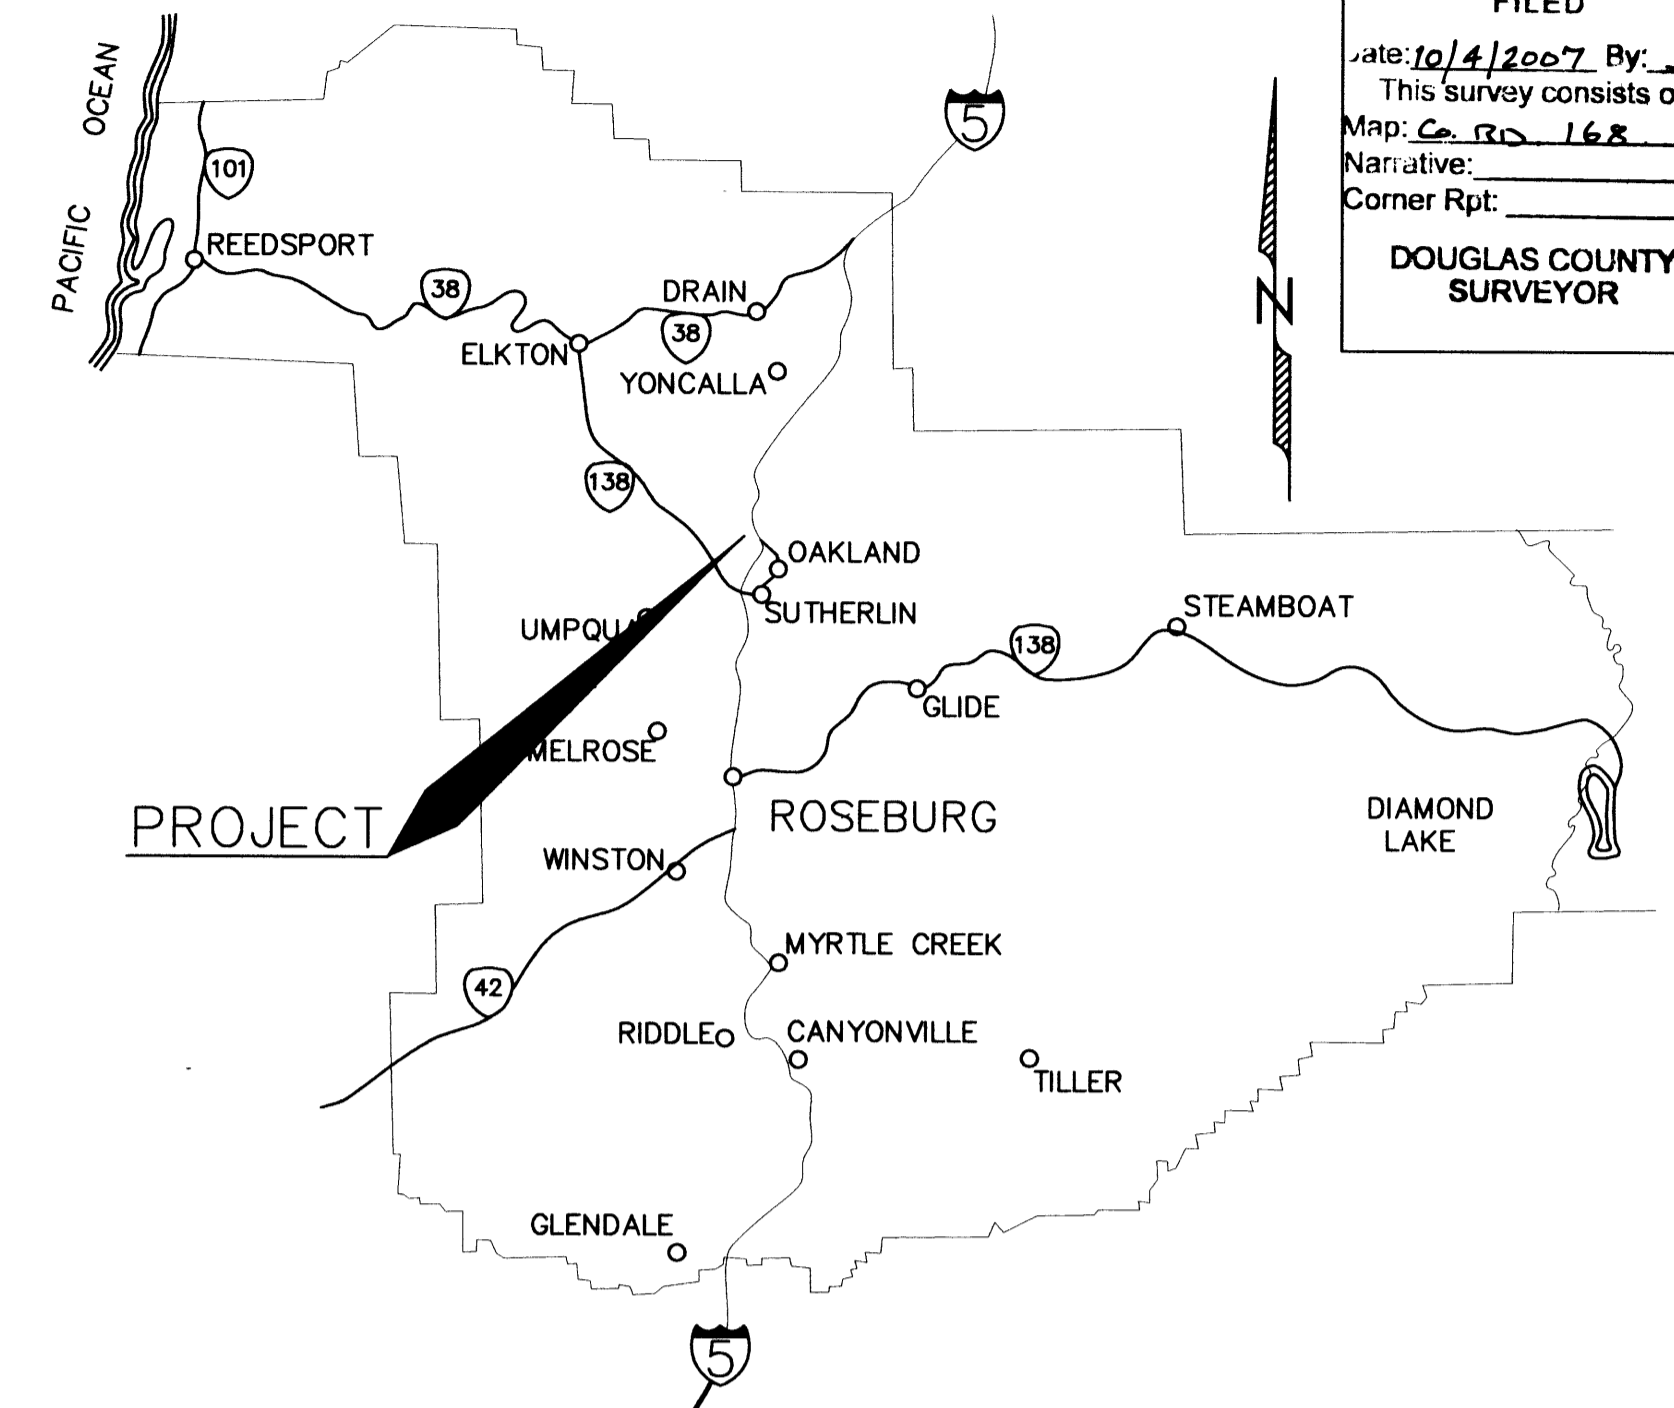 FILED
Date: 10/4/2007 By:
This survey consists o
Map: Co. RD. 168
Narrative:
Corner Rpt:
DOUGLAS COUNTY
SURVEYOR
PACIFIC OCEAN
5
101
REEDSPORT
38
DRAIN
38
ELKTON
YONCALLA
N
138
OAKLAND
SUTHERLIN
UMPQUA
STEAMBOAT
138
GLIDE
MELROSE
PROJECT
ROSEBURG
DIAMOND
LAKE
WINSTON
MYRTLE CREEK
42
RIDDLE
CANYONVILLE
TILLER
GLENDALE
5